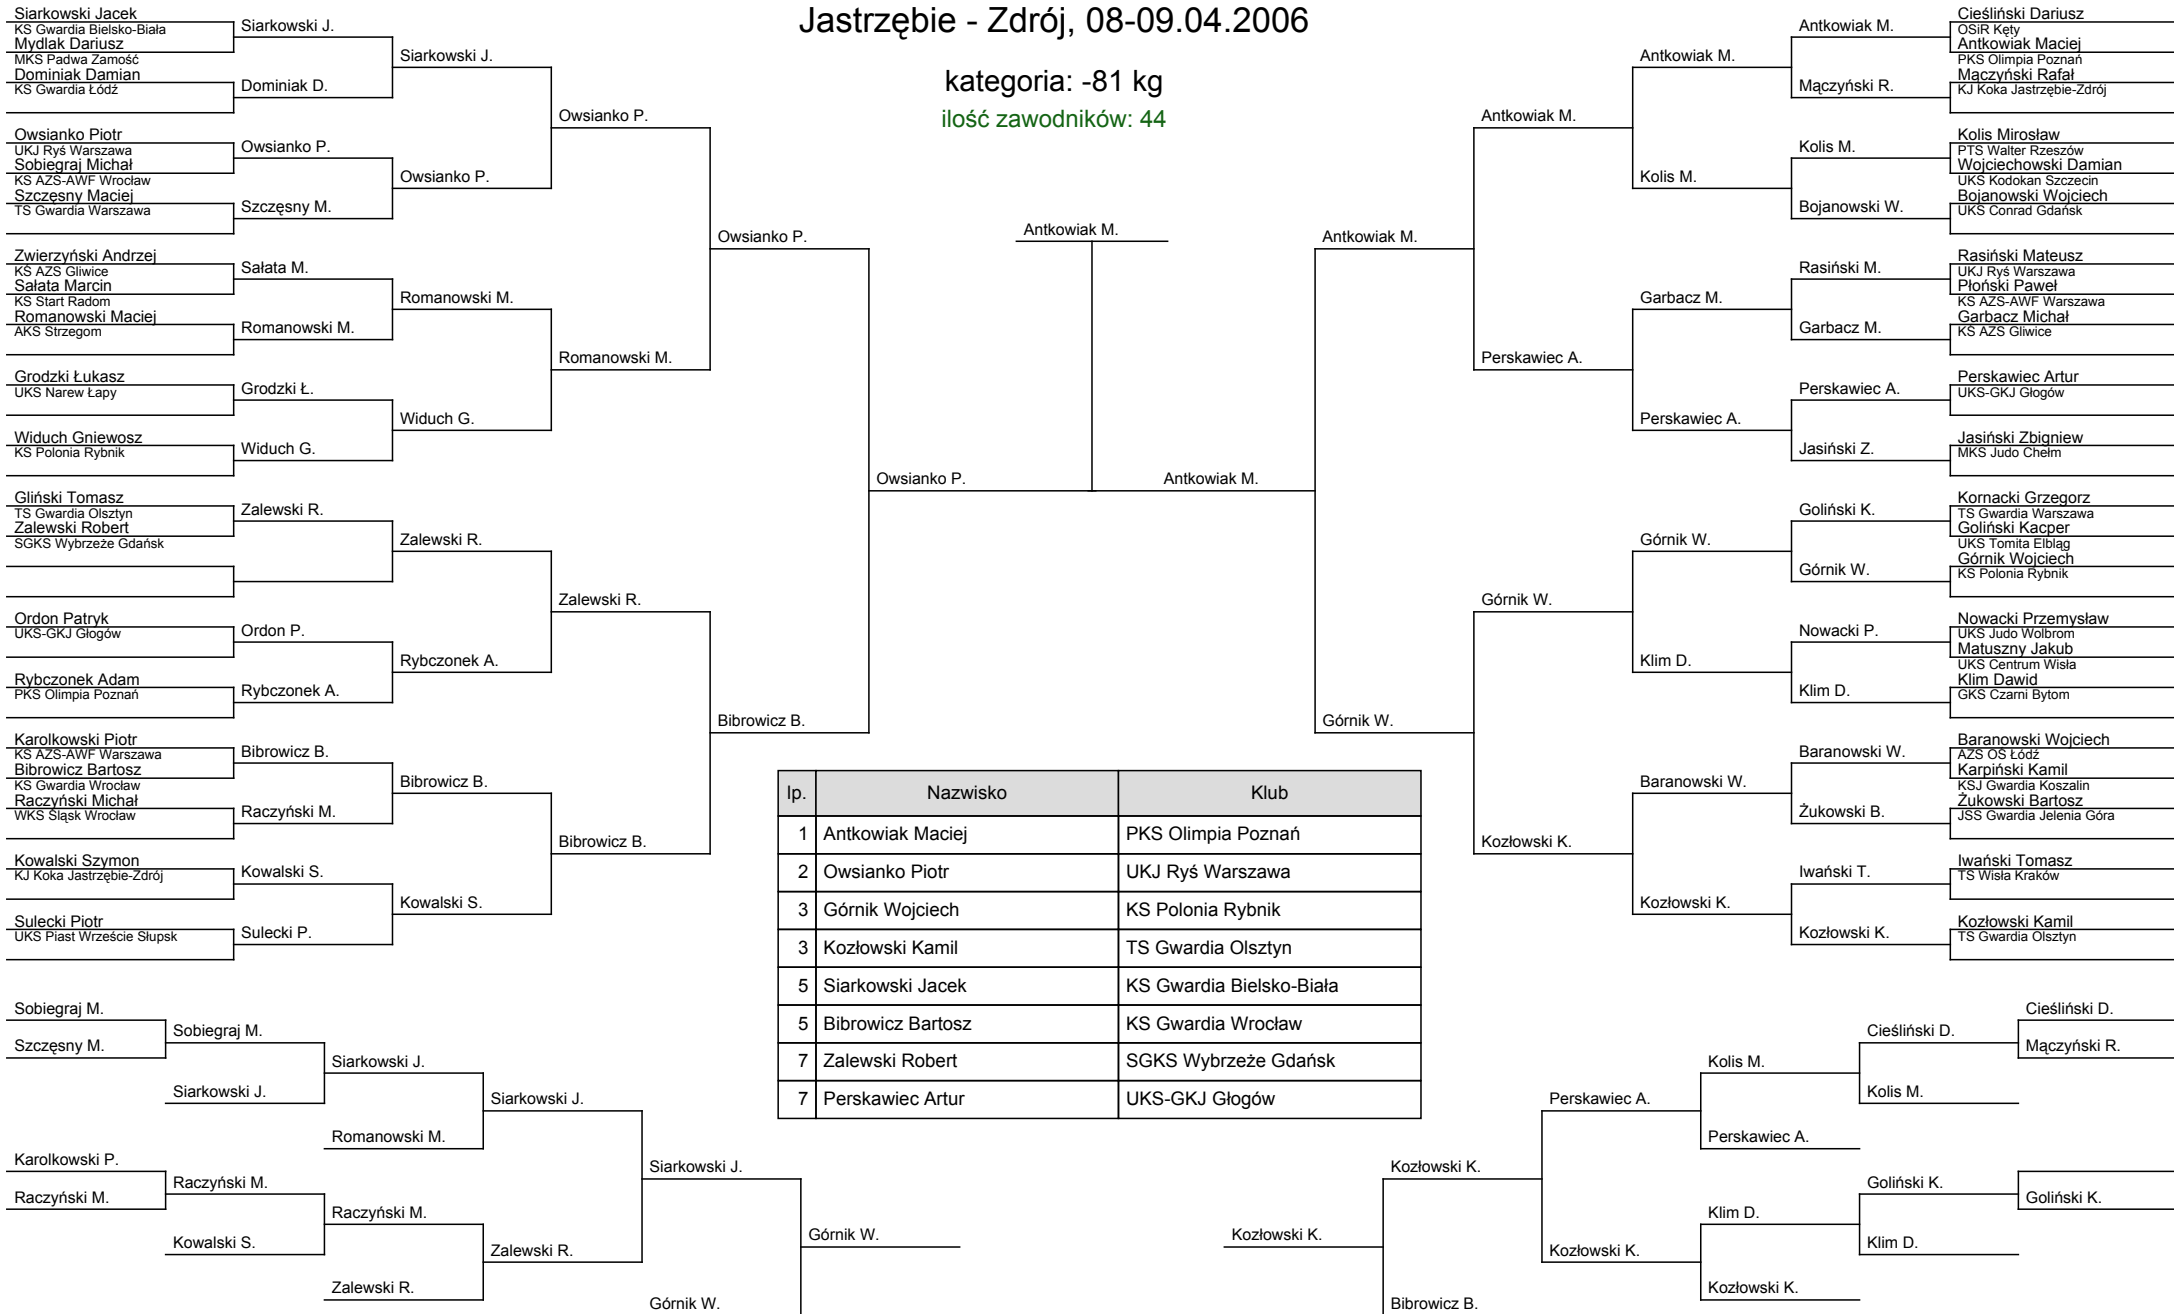 Jastrzębie - Zdrój, 08-09.04.2006
kategoria: -81 kg
ilość zawodników: 44
Siarkowski Jacek
KS Gwardia Bielsko-Biała
Mydlak Dariusz
MKS Padwa Zamość
Dominiak Damian
KS Gwardia Łódź
Owsianko Piotr
UKJ Ryś Warszawa
Sobiegraj Michał
KS AZS-AWF Wrocław
Szczęsny Maciej
TS Gwardia Warszawa
Zwierzyński Andrzej
KS AZS Gliwice
Sałata Marcin
KS Start Radom
Romanowski Maciej
AKS Strzegom
Grodzki Łukasz
UKS Narew Łapy
Widuch Gniewosz
KS Polonia Rybnik
Gliński Tomasz
TS Gwardia Olsztyn
Zalewski Robert
SGKS Wybrzeże Gdańsk
Ordon Patryk
UKS-GKJ Głogów
Rybczonek Adam
PKS Olimpia Poznań
Karolkowski Piotr
KS AZS-AWF Warszawa
Bibrowicz Bartosz
KS Gwardia Wrocław
Raczyński Michał
WKS Śląsk Wrocław
Kowalski Szymon
KJ Koka Jastrzębie-Zdrój
Sulecki Piotr
UKS Piast Wrzeście Słupsk
Siarkowski J.
Dominiak D.
Owsianko P.
Szczęsny M.
Sałata M.
Romanowski M.
Grodzki Ł.
Widuch G.
Zalewski R.
Ordon P.
Rybczonek A.
Bibrowicz B.
Raczyński M.
Kowalski S.
Sulecki P.
Siarkowski J.
Owsianko P.
Romanowski M.
Widuch G.
Zalewski R.
Rybczonek A.
Bibrowicz B.
Kowalski S.
Owsianko P.
Romanowski M.
Zalewski R.
Bibrowicz B.
Owsianko P.
Bibrowicz B.
Owsianko P.
Antkowiak M.
Antkowiak M.
Antkowiak M.
Górnik W.
Antkowiak M.
Perskawiec A.
Górnik W.
Kozłowski K.
Antkowiak M.
Kolis M.
Garbacz M.
Perskawiec A.
Górnik W.
Klim D.
Baranowski W.
Kozłowski K.
Antkowiak M.
Mączyński R.
Kolis M.
Bojanowski W.
Rasiński M.
Garbacz M.
Perskawiec A.
Jasiński Z.
Goliński K.
Górnik W.
Nowacki P.
Klim D.
Baranowski W.
Żukowski B.
Iwański T.
Kozłowski K.
Cieśliński Dariusz
OSiR Kęty
Antkowiak Maciej
PKS Olimpia Poznań
Mączyński Rafał
KJ Koka Jastrzębie-Zdrój
Kolis Mirosław
PTS Walter Rzeszów
Wojciechowski Damian
UKS Kodokan Szczecin
Bojanowski Wojciech
UKS Conrad Gdańsk
Rasiński Mateusz
UKJ Ryś Warszawa
Płoński Paweł
KS AZS-AWF Warszawa
Garbacz Michał
KS AZS Gliwice
Perskawiec Artur
UKS-GKJ Głogów
Jasiński Zbigniew
MKS Judo Chełm
Kornacki Grzegorz
TS Gwardia Warszawa
Goliński Kacper
UKS Tomita Elbląg
Górnik Wojciech
KS Polonia Rybnik
Nowacki Przemysław
UKS Judo Wolbrom
Matuszny Jakub
UKS Centrum Wisła
Klim Dawid
GKS Czarni Bytom
Baranowski Wojciech
AZS OŚ Łódź
Karpiński Kamil
KSJ Gwardia Koszalin
Żukowski Bartosz
JSS Gwardia Jelenia Góra
Iwański Tomasz
TS Wisła Kraków
Kozłowski Kamil
TS Gwardia Olsztyn
lp. Nazwisko Klub
1 Antkowiak Maciej PKS Olimpia Poznań
2 Owsianko Piotr UKJ Ryś Warszawa
3 Górnik Wojciech KS Polonia Rybnik
3 Kozłowski Kamil TS Gwardia Olsztyn
5 Siarkowski Jacek KS Gwardia Bielsko-Biała
5 Bibrowicz Bartosz KS Gwardia Wrocław
7 Zalewski Robert SGKS Wybrzeże Gdańsk
7 Perskawiec Artur UKS-GKJ Głogów
Sobiegraj M.
Szczęsny M.
Karolkowski P.
Raczyński M.
Sobiegraj M.
Siarkowski J.
Raczyński M.
Kowalski S.
Siarkowski J.
Romanowski M.
Raczyński M.
Zalewski R.
Siarkowski J.
Zalewski R.
Siarkowski J.
Górnik W.
Górnik W.
Kozłowski K.
Kozłowski K.
Bibrowicz B.
Perskawiec A.
Kozłowski K.
Kolis M.
Perskawiec A.
Klim D.
Kozłowski K.
Cieśliński D.
Kolis M.
Goliński K.
Klim D.
Cieśliński D.
Mączyński R.
Goliński K.